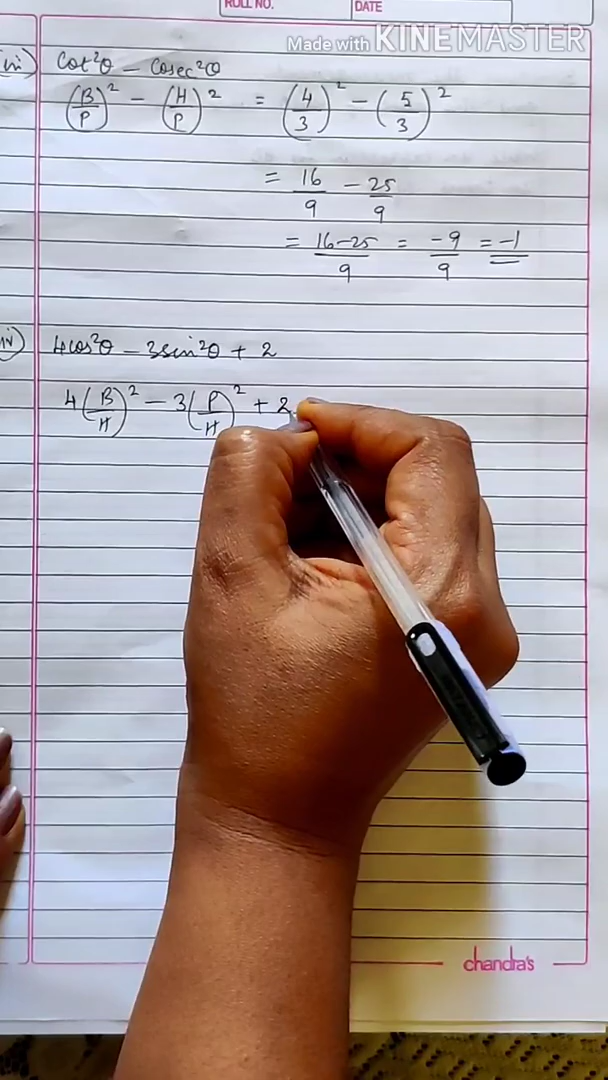 ROLL NO. DATE
Made with KINEMASTER
iii) cot²θ - cosec²θ
(B/P)² - (H/P)² = (4/3)² - (5/3)²
= 16/9 - 25/9
= 16-25/9 = -9/9 = -1
iv) 4cos²θ - 3sin²θ + 2
4(B/H)² - 3(P/H)² + 2
chandra's